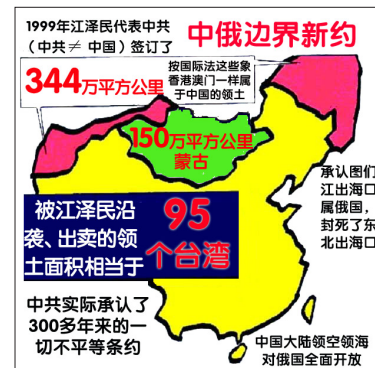 1999年江泽民代表中共
（中共≠ 中国）签订了
中俄边界新约
344万平方公里
按国际法这些象
香港澳门一样属
于中国的领土
150万平方公里
蒙古
承认图们
江出海口
属俄国，
封死了东
北出海口
被江泽民沿
袭、出卖的领
土面积相当于
95
个台湾
中共实际承认了
300多年来的一
切不平等条约
中国大陆领空领海
对俄国全面开放